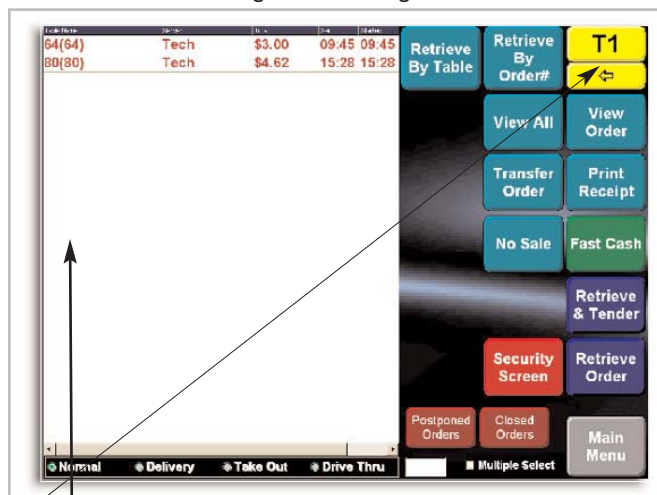 64(64) Tech $3.00 09:45 09:45
80(80) Tech $4.62 15:28 15:28
Retrieve By Table
Retrieve By Order#
T1
View All
View Order
Transfer Order
Print Receipt
No Sale
Fast Cash
Retrieve & Tender
Security Screen
Retrieve Order
Postponed Orders
Closed Orders
Main Menu
Normal Delivery Take Out Drive Thru
Multiple Select